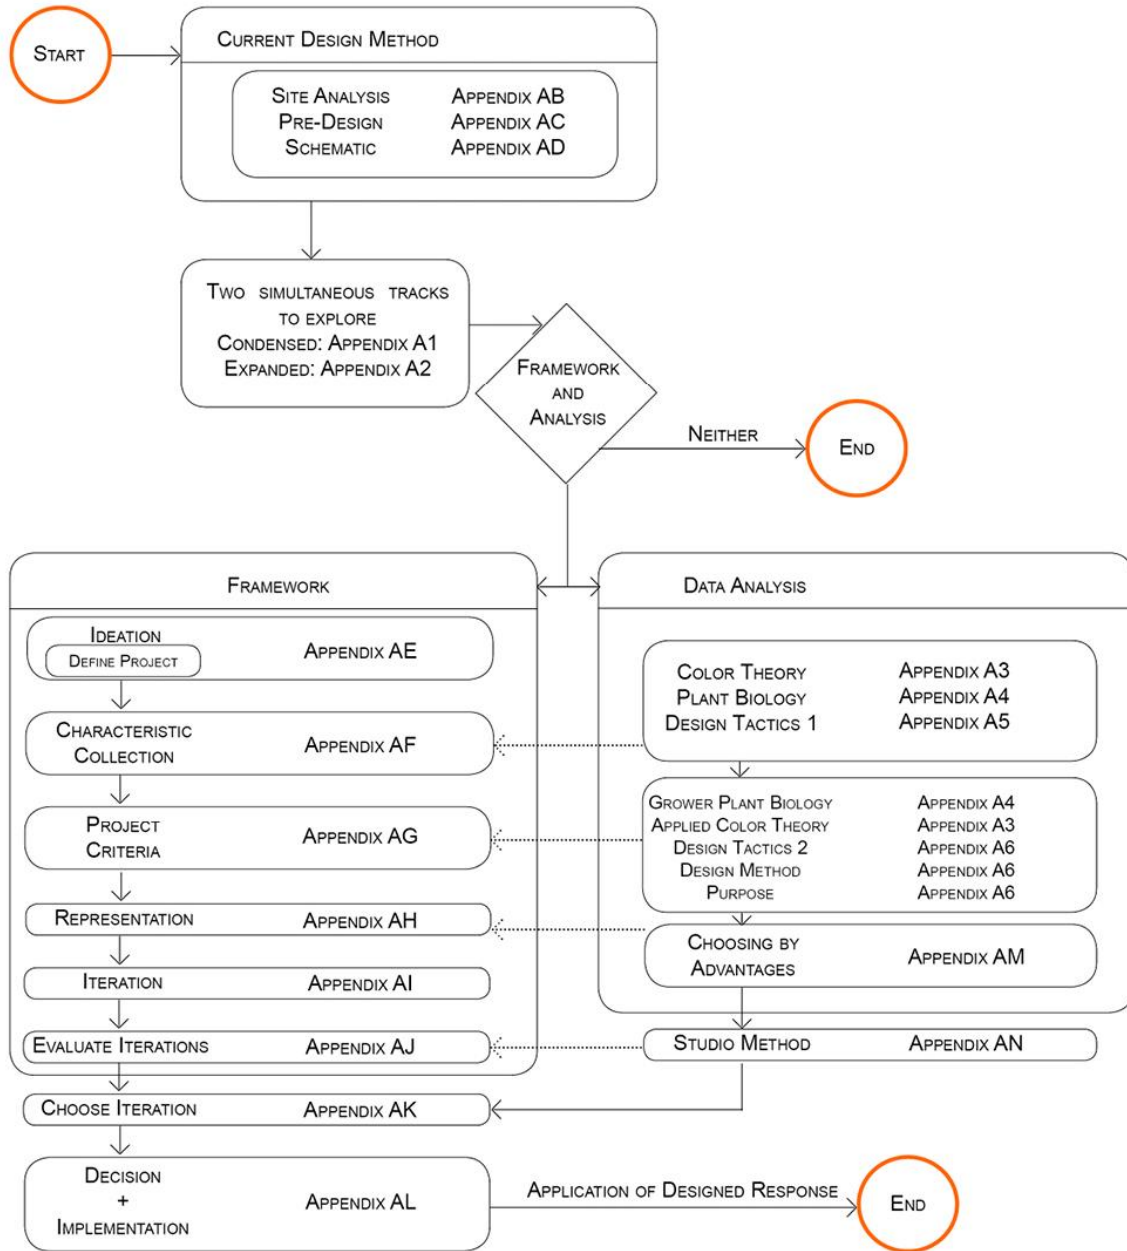 Start
Current Design Method
Site Analysis Appendix AB
Pre-Design Appendix AC
Schematic Appendix AD
Two simultaneous tracks
to explore
Condensed: Appendix A1
Expanded: Appendix A2
Framework
and
Analysis
Neither
End
Framework
Ideation
Define Project
Appendix AE
Characteristic
Collection
Appendix AF
Project
Criteria
Appendix AG
Representation Appendix AH
Iteration Appendix AI
Evaluate Iterations Appendix AJ
Choose Iteration Appendix AK
Decision
+
Implementation
Appendix AL
Data Analysis
Color Theory Appendix A3
Plant Biology Appendix A4
Design Tactics 1 Appendix A5
Grower Plant Biology Appendix A4
Applied Color Theory Appendix A3
Design Tactics 2 Appendix A6
Design Method Appendix A6
Purpose Appendix A6
Choosing by
Advantages
Appendix AM
Studio Method Appendix AN
Application of Designed Response
End